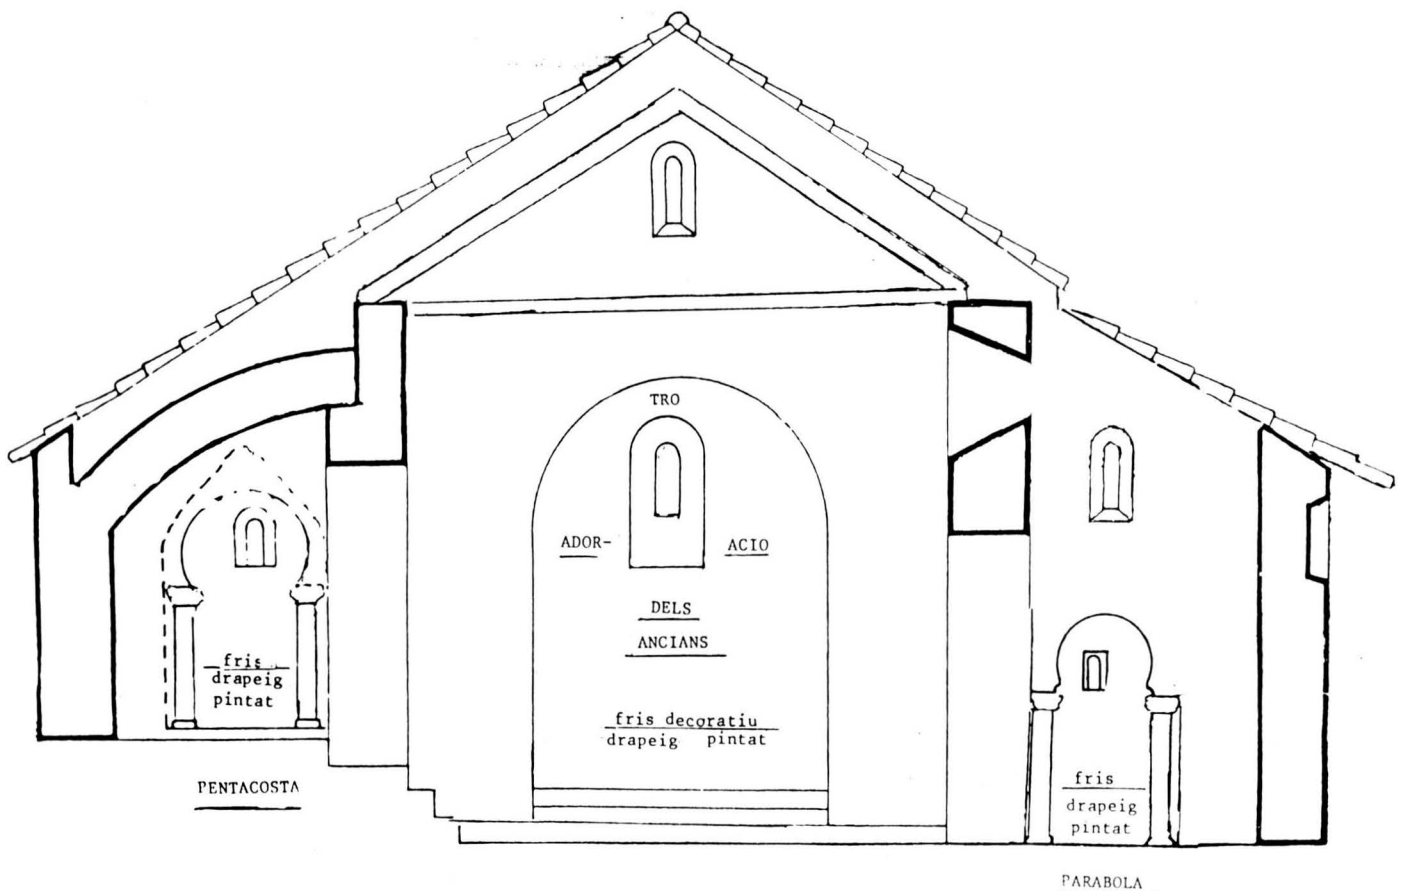 TRO
ADOR- ACIO
DELS
ANCIANS
fris decoratiu
drapeig pintat
fris
drapeig
pintat
PENTACOSTA
fris
drapeig
pintat
PARABOLA